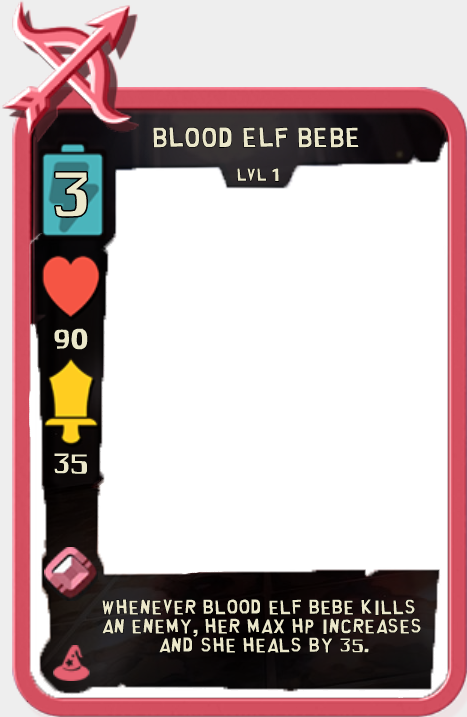 BLOOD ELF BEBE
LVL 1
3
90
35
WHENEVER BLOOD ELF BEBE KILLS
AN ENEMY, HER MAX HP INCREASES
AND SHE HEALS BY 35.